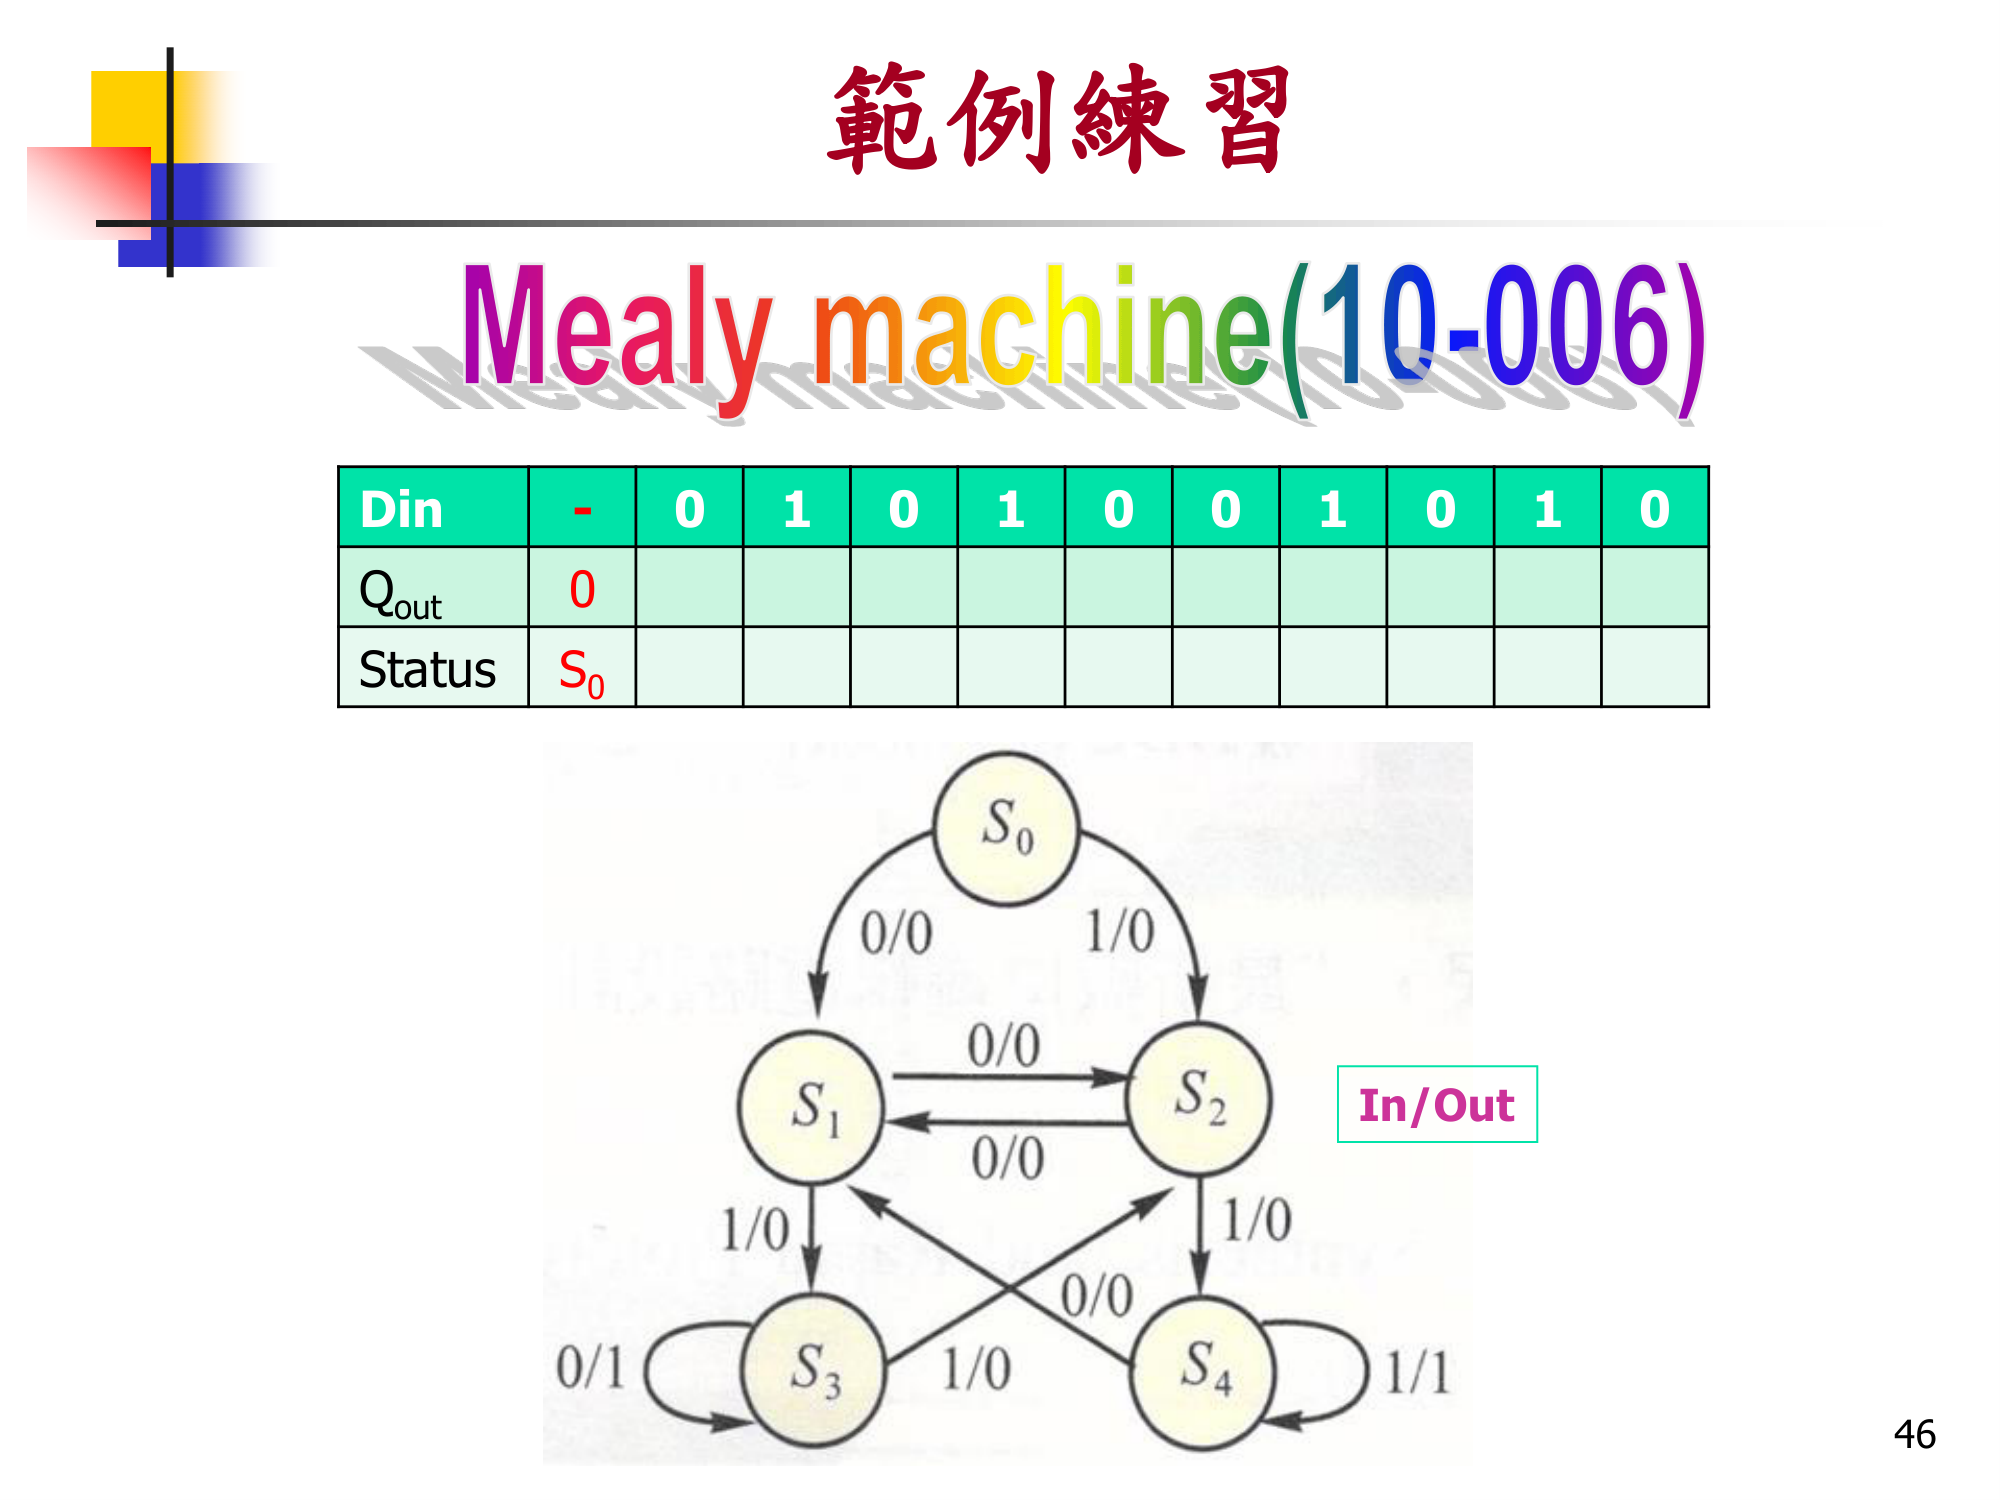 範例練習
Mealy machine(10-006)
Din - 0 1 0 1 0 0 1 0 1 0
Qout 0
Status S0
S0
0/0 1/0
0/0
S1 S2
In/Out
0/0
1/0 1/0
0/0
0/1 S3 1/0 S4 1/1
46